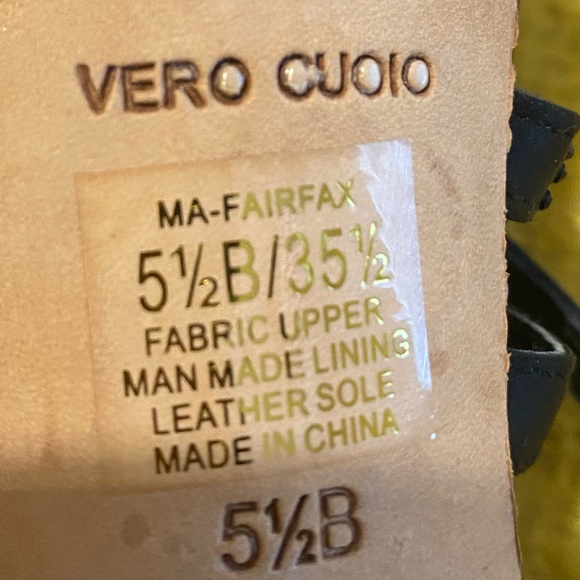 VERO CUOIO
MA-FAIRFAX
5½B/35½
FABRIC UPPER
MAN MADE LINING
LEATHER SOLE
MADE IN CHINA
5½B